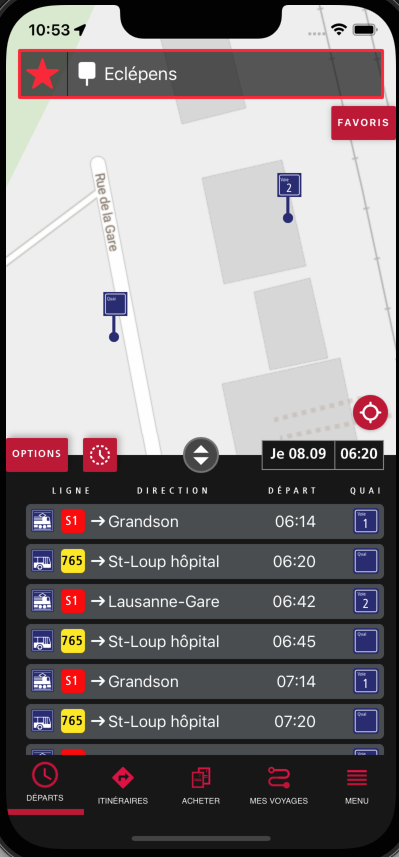 10:53
Eclépens
FAVORIS
Rue de la Gare
Voie
2
Quai
OPTIONS
Je 08.09 06:20
LIGNE DIRECTION DÉPART QUAI
S1 → Grandson 06:14 Voie 1
765 → St-Loup hôpital 06:20 Quai
S1 → Lausanne-Gare 06:42 Voie 2
765 → St-Loup hôpital 06:45 Quai
S1 → Grandson 07:14 Voie 1
765 → St-Loup hôpital 07:20 Quai
DÉPARTS ITINÉRAIRES ACHETER MES VOYAGES MENU